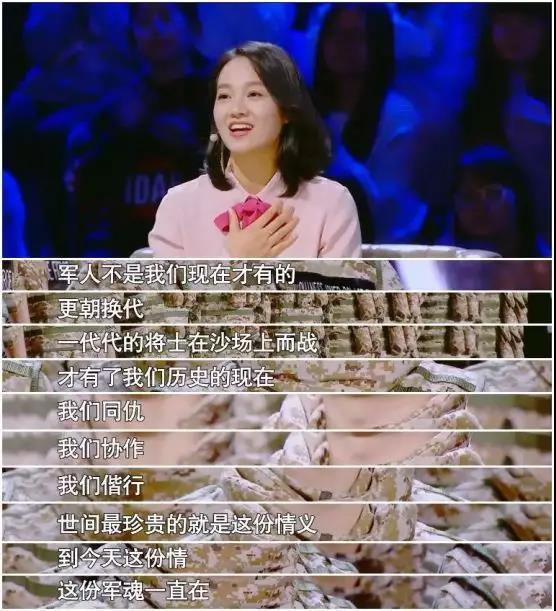 军人不是我们现在才有的
更朝换代
一代代的将士在沙场上而战
才有了我们历史的现在
我们同仇
我们协作
我们偕行
世间最珍贵的就是这份情义
到今天这份情
这份军魂一直在